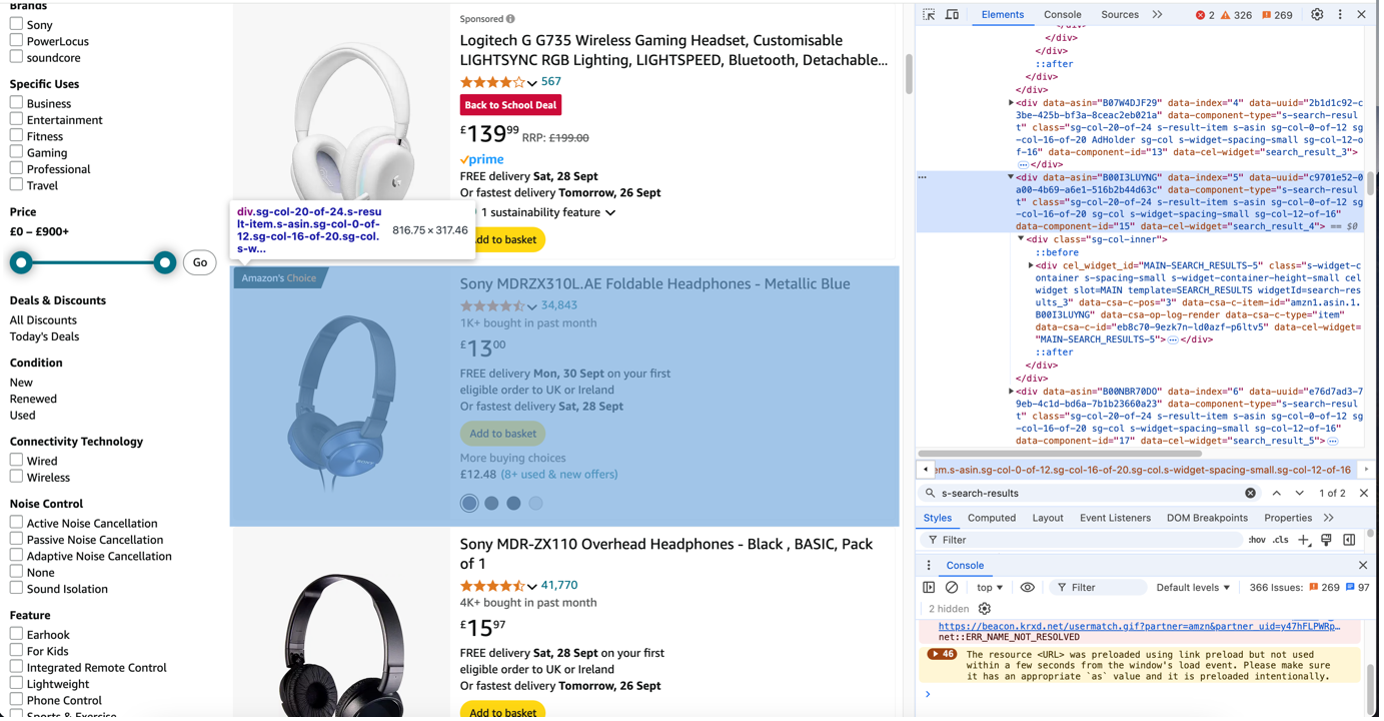 Brands
Sony
PowerLocus
soundcore
Specific Uses
Business
Entertainment
Fitness
Gaming
Professional
Travel
Price
£0 – £900+
Go
Deals & Discounts
All Discounts
Today's Deals
Condition
New
Renewed
Used
Connectivity Technology
Wired
Wireless
Noise Control
Active Noise Cancellation
Passive Noise Cancellation
Adaptive Noise Cancellation
None
Sound Isolation
Feature
Earhook
For Kids
Integrated Remote Control
Lightweight
Phone Control
Sports & Exercise
Sponsored
Logitech G G735 Wireless Gaming Headset, Customisable
LIGHTSYNC RGB Lighting, LIGHTSPEED, Bluetooth, Detachable...
567
Back to School Deal
£139 99 RRP: £199.00
prime
FREE delivery Sat, 28 Sept
Or fastest delivery Tomorrow, 26 Sept
1 sustainability feature
dd to basket
div.sg-col-20-of-24.s-resu
lt-item.s-asin.sg-col-0-of-
12.sg-col-16-of-20.sg-col.
s-w...
816.75 × 317.46
Amazon's Choice
Sony MDRZX310L.AE Foldable Headphones - Metallic Blue
34,843
1K+ bought in past month
£13 00
FREE delivery Mon, 30 Sept on your first
eligible order to UK or Ireland
Or fastest delivery Sat, 28 Sept
Add to basket
More buying choices
£12.48 (8+ used & new offers)
Sony MDR-ZX110 Overhead Headphones - Black , BASIC, Pack
of 1
41,770
4K+ bought in past month
£15 97
FREE delivery Sat, 28 Sept on your first
eligible order to UK or Ireland
Or fastest delivery Tomorrow, 26 Sept
Add to basket
Elements Console Sources 2 326 269
</div>
</div>
</div>
::after
</div>
</div>
<div data-asin="B07W4DJF29" data-index="4" data-uuid="2b1d1c92-c
3be-425b-bf3a-8ceac2eb021a" data-component-type="s-search-resul
t" class="sg-col-20-of-24 s-result-item s-asin sg-col-0-of-12 sg
-col-16-of-20 AdHolder sg-col s-widget-spacing-small sg-col-12-o
f-16" data-component-id="13" data-cel-widget="search_result_3">
</div>
<div data-asin="B00I3LUYNG" data-index="5" data-uuid="c9701e52-0
a00-4b69-a6e1-516b2b44d63c" data-component-type="s-search-resul
t" class="sg-col-20-of-24 s-result-item s-asin sg-col-0-of-12 sg
-col-16-of-20 sg-col s-widget-spacing-small sg-col-12-of-16"
data-component-id="15" data-cel-widget="search_result_4"> == $0
<div class="sg-col-inner">
::before
<div cel_widget_id="MAIN-SEARCH_RESULTS-5" class="s-widget-c
ontainer s-spacing-small s-widget-container-height-small cel
widget slot=MAIN template=SEARCH_RESULTS widgetId=search-res
ults_3" data-csa-c-pos="3" data-csa-c-item-id="amzn1.asin.1.
B00I3LUYNG" data-csa-op-log-render data-csa-c-type="item"
data-csa-c-id="eb8c70-9ezk7n-ld0azf-p6ltv5" data-cel-widget=
"MAIN-SEARCH_RESULTS-5"> </div>
::after
</div>
</div>
<div data-asin="B00NBR70DO" data-index="6" data-uuid="e76d7ad3-7
9eb-4c1d-bd6a-7b1b23660a23" data-component-type="s-search-resul
t" class="sg-col-20-of-24 s-result-item s-asin sg-col-0-of-12 sg
-col-16-of-20 sg-col s-widget-spacing-small sg-col-12-of-16"
data-component-id="17" data-cel-widget="search_result_5">
em.s-asin.sg-col-0-of-12.sg-col-16-of-20.sg-col.s-widget-spacing-small.sg-col-12-of-16
s-search-results 1 of 2
Styles Computed Layout Event Listeners DOM Breakpoints Properties
Filter :hov .cls
Console
top Filter Default levels 366 Issues: 269 97
2 hidden
https://beacon.krxd.net/usermatch.gif?partner=amzn&partner_uid=y47hFLPWRp…
net::ERR_NAME_NOT_RESOLVED
46 The resource <URL> was preloaded using link preload but not used
within a few seconds from the window's load event. Please make sure
it has an appropriate `as` value and it is preloaded intentionally.